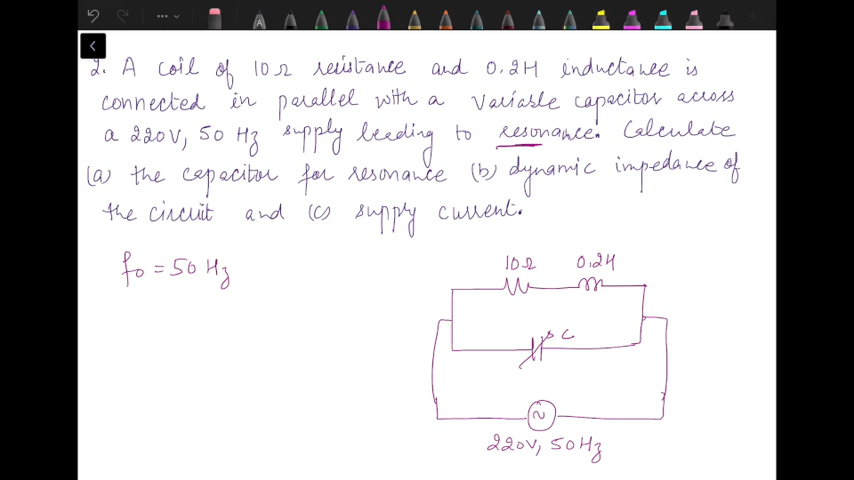 2. A coil of 10Ω resistance and 0.2H inductance is
connected in parallel with a variable capacitor across
a 220V, 50 Hz supply leading to resonance. Calculate
(a) the capacitor for resonance (b) dynamic impedance of
the circuit and (c) supply current.
f₀ = 50 Hz
10Ω 0.2H
C
~
220V, 50Hz